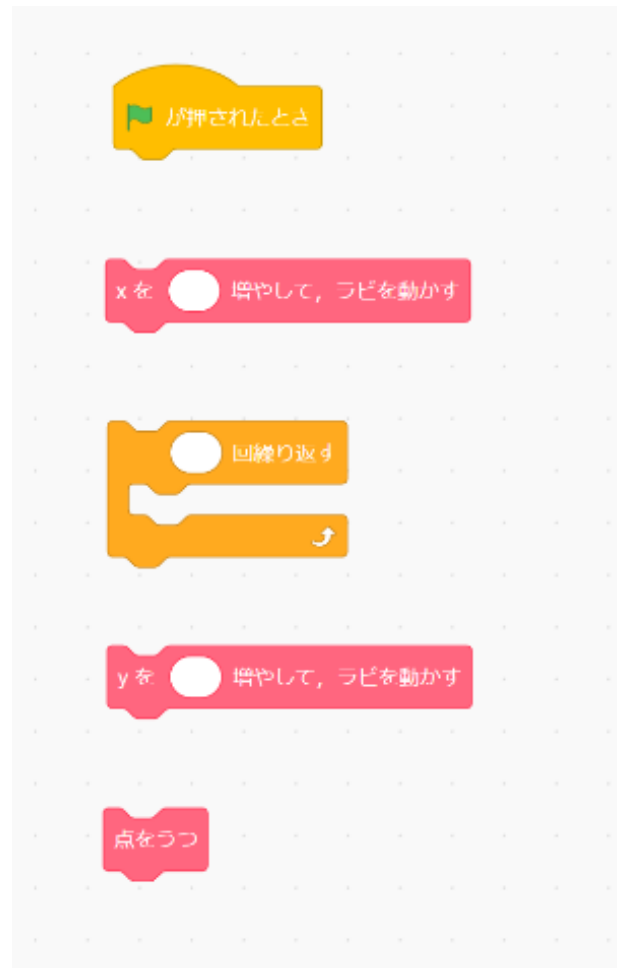 が押されたとき
xを 増やして，ラビを動かす
回繰り返す
yを 増やして，ラビを動かす
点をうつ